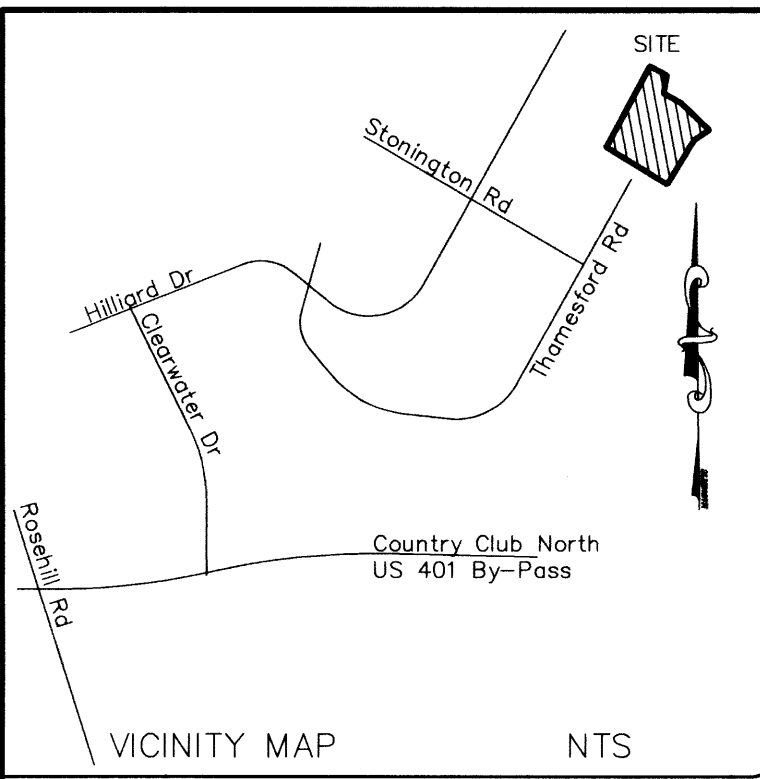 SITE
Stonington Rd
Thamesford Rd
Hilliard Dr
Clearwater Dr
Rosehill Rd
Country Club North
US 401 By-Pass
VICINITY MAP
NTS